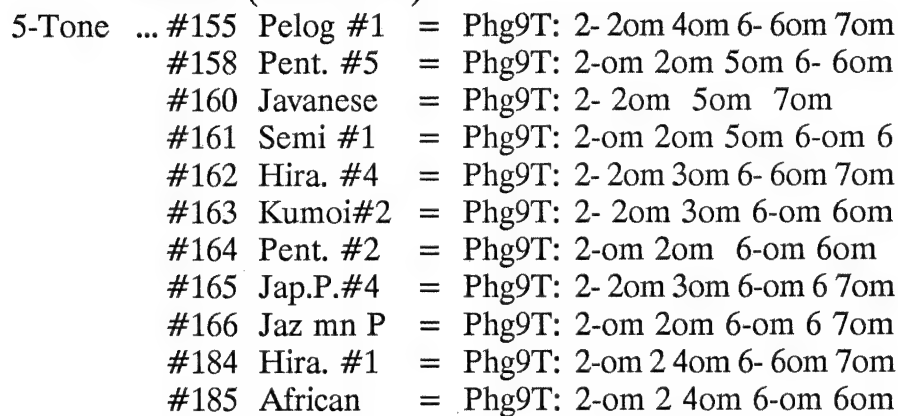 5-Tone ... #155 Pelog #1 = Phg9T: 2- 2om 4om 6- 6om 7om
#158 Pent. #5 = Phg9T: 2-om 2om 5om 6- 6om
#160 Javanese = Phg9T: 2- 2om 5om 7om
#161 Semi #1 = Phg9T: 2-om 2om 5om 6-om 6
#162 Hira. #4 = Phg9T: 2- 2om 3om 6- 6om 7om
#163 Kumoi#2 = Phg9T: 2- 2om 3om 6-om 6om
#164 Pent. #2 = Phg9T: 2-om 2om 6-om 6om
#165 Jap.P.#4 = Phg9T: 2- 2om 3om 6-om 6 7om
#166 Jaz mn P = Phg9T: 2-om 2om 6-om 6 7om
#184 Hira. #1 = Phg9T: 2-om 2 4om 6- 6om 7om
#185 African = Phg9T: 2-om 2 4om 6-om 6om